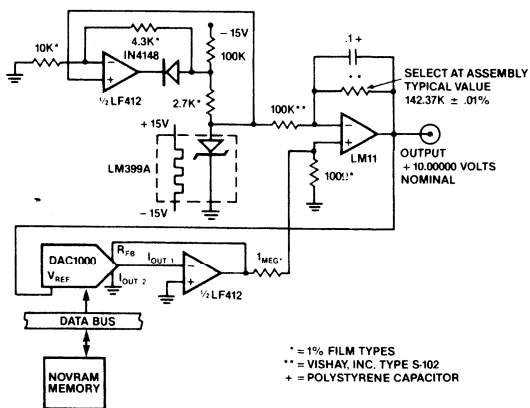 4.3K*
- 15V
10K*
IN4148
100K
.1 +
**
-
+
½ LF412
2.7K*
SELECT AT ASSEMBLY
TYPICAL VALUE
142.37K ± .01%
100K**
-
+
+ 15V
LM11
OUTPUT
+ 10.00000 VOLTS
NOMINAL
LM399A
100Ω*
- 15V
RFB
1MEG*
DAC1000
IOUT 1
-
+
VREF
IOUT 2
½ LF412
DATA BUS
NOVRAM
MEMORY
* = 1% FILM TYPES
** = VISHAY, INC. TYPE S-102
+ = POLYSTYRENE CAPACITOR